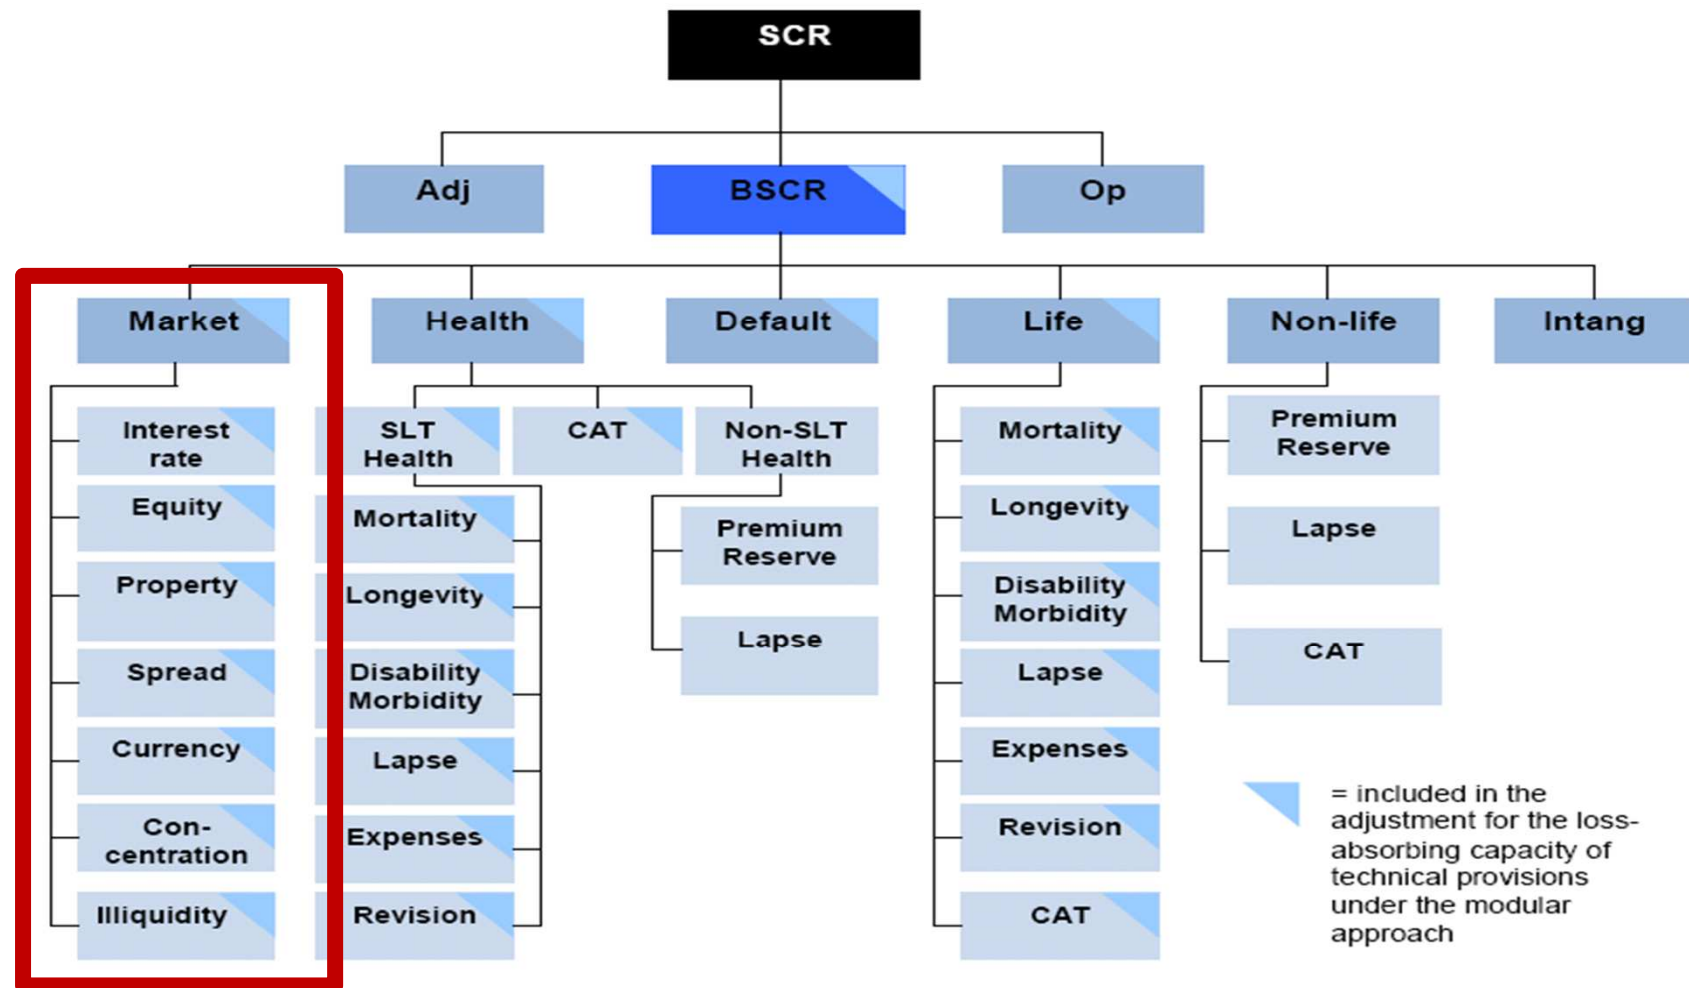 SCR
Adj
BSCR
Op
Market
Health
Default
Life
Non-life
Intang
Interest
rate
Equity
Property
Spread
Currency
Con-
centration
Illiquidity
SLT
Health
Mortality
Longevity
Disability
Morbidity
Lapse
Expenses
Revision
CAT
Non-SLT
Health
Premium
Reserve
Lapse
Mortality
Longevity
Disability
Morbidity
Lapse
Expenses
Revision
CAT
Premium
Reserve
Lapse
CAT
= included in the
adjustment for the loss-
absorbing capacity of
technical provisions
under the modular
approach